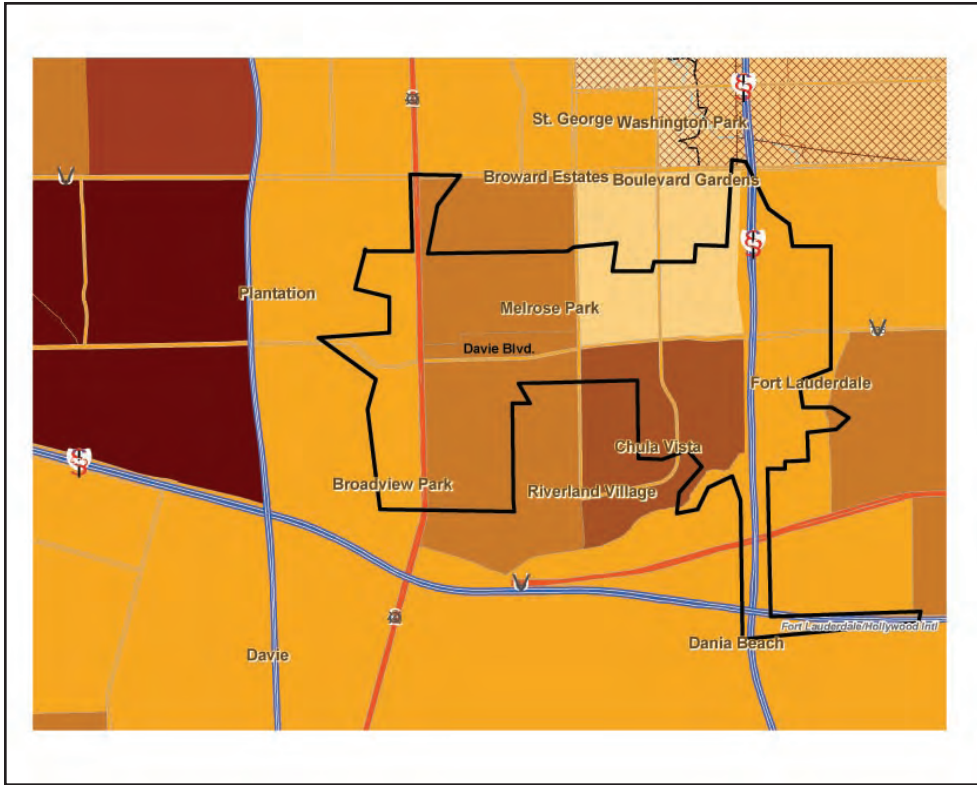 St. George
Washington Park
Broward Estates
Boulevard Gardens
Plantation
Melrose Park
Davie Blvd.
Fort Lauderdale
Chula Vista
Broadview Park
Riverland Village
Fort Lauderdale/Hollywood Intl
Dania Beach
Davie